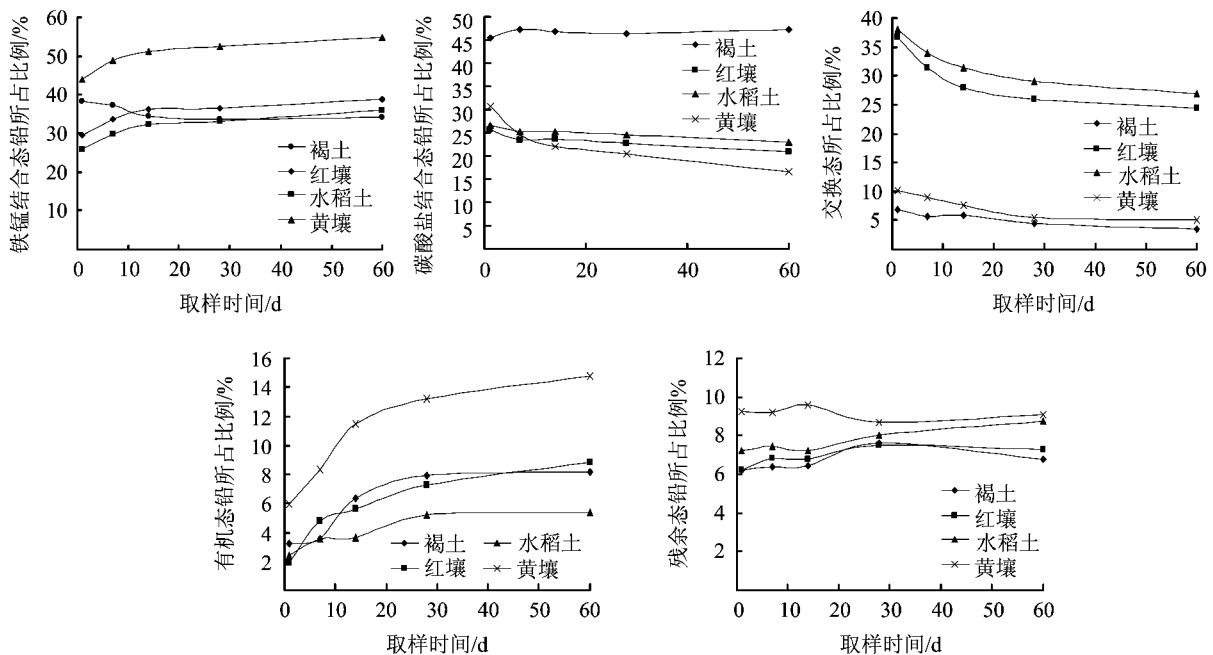 铁锰结合态铅所占比例/%
60
50
40
30
20
10
0
10
20
30
40
50
60
取样时间/d
褐土
红壤
水稻土
黄壤
碳酸盐结合态铅所占比例/%
50
45
35
30
25
20
15
10
5
0
20
40
60
取样时间/d
褐土
红壤
水稻土
黄壤
交换态所占比例/%
40
35
30
25
20
15
10
5
0
10
20
30
40
50
60
取样时间/d
褐土
红壤
水稻土
黄壤
有机态铅所占比例/%
16
14
12
10
8
6
4
2
0
10
20
30
40
50
60
取样时间/d
褐土
水稻土
红壤
黄壤
残余态铅所占比例%
12
10
8
6
4
2
0
10
20
30
40
50
60
取样时间/d
褐土
红壤
水稻土
黄壤